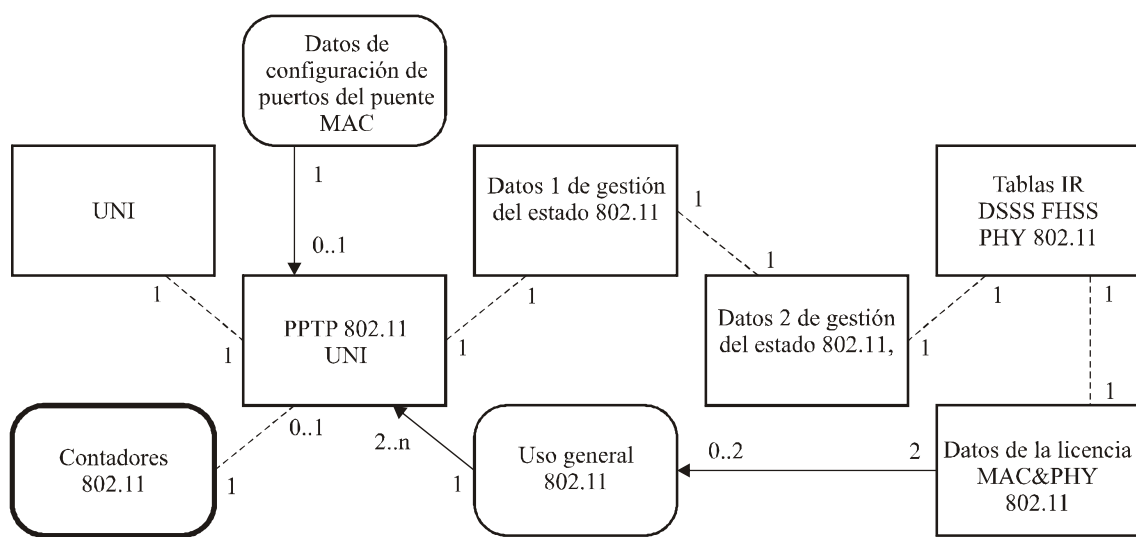 Datos de
configuración de
puertos del puente
MAC
UNI
1
0..1
Datos 1 de gestión
del estado 802.11
1
1
Tablas IR
DSSS FHSS
PHY 802.11
1
1
PPTP 802.11
UNI
1
1
Datos 2 de gestión
del estado 802.11,
1
1
1
1
Contadores
802.11
1
0..1
2..n
1
Uso general
802.11
0..2
2
Datos de la licencia
MAC&PHY
802.11